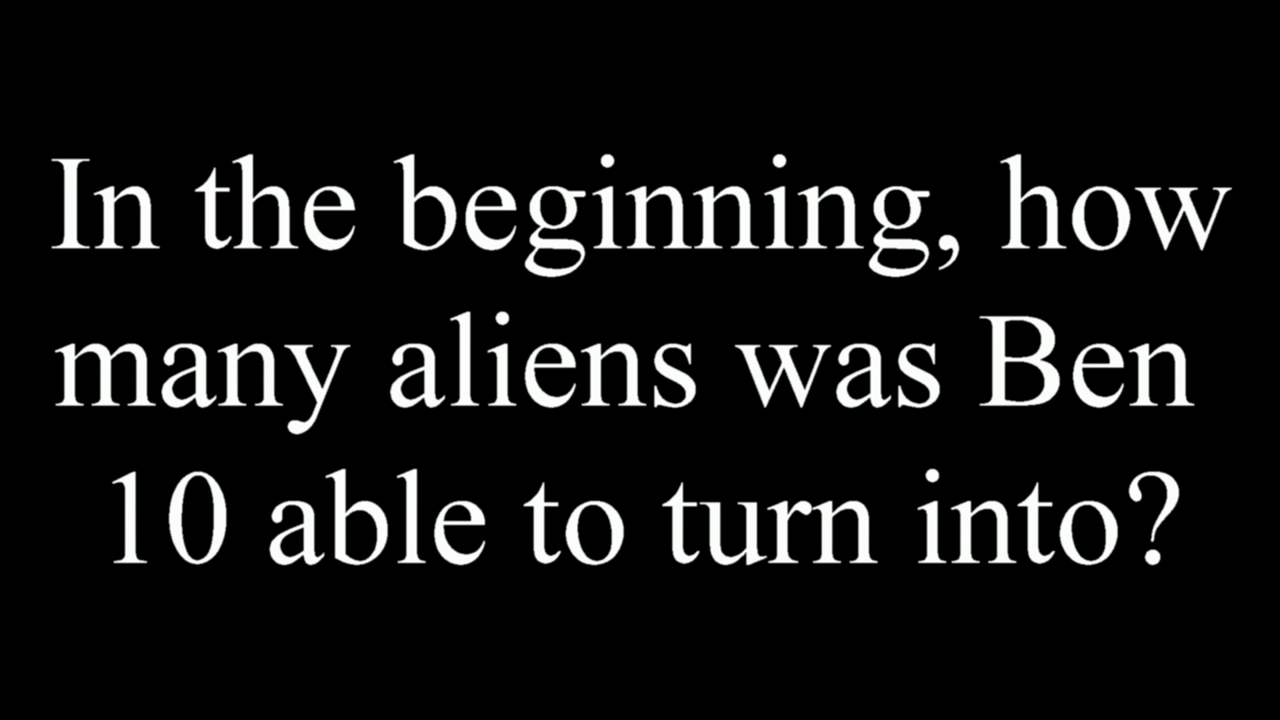 In the beginning, how
many aliens was Ben
10 able to turn into?